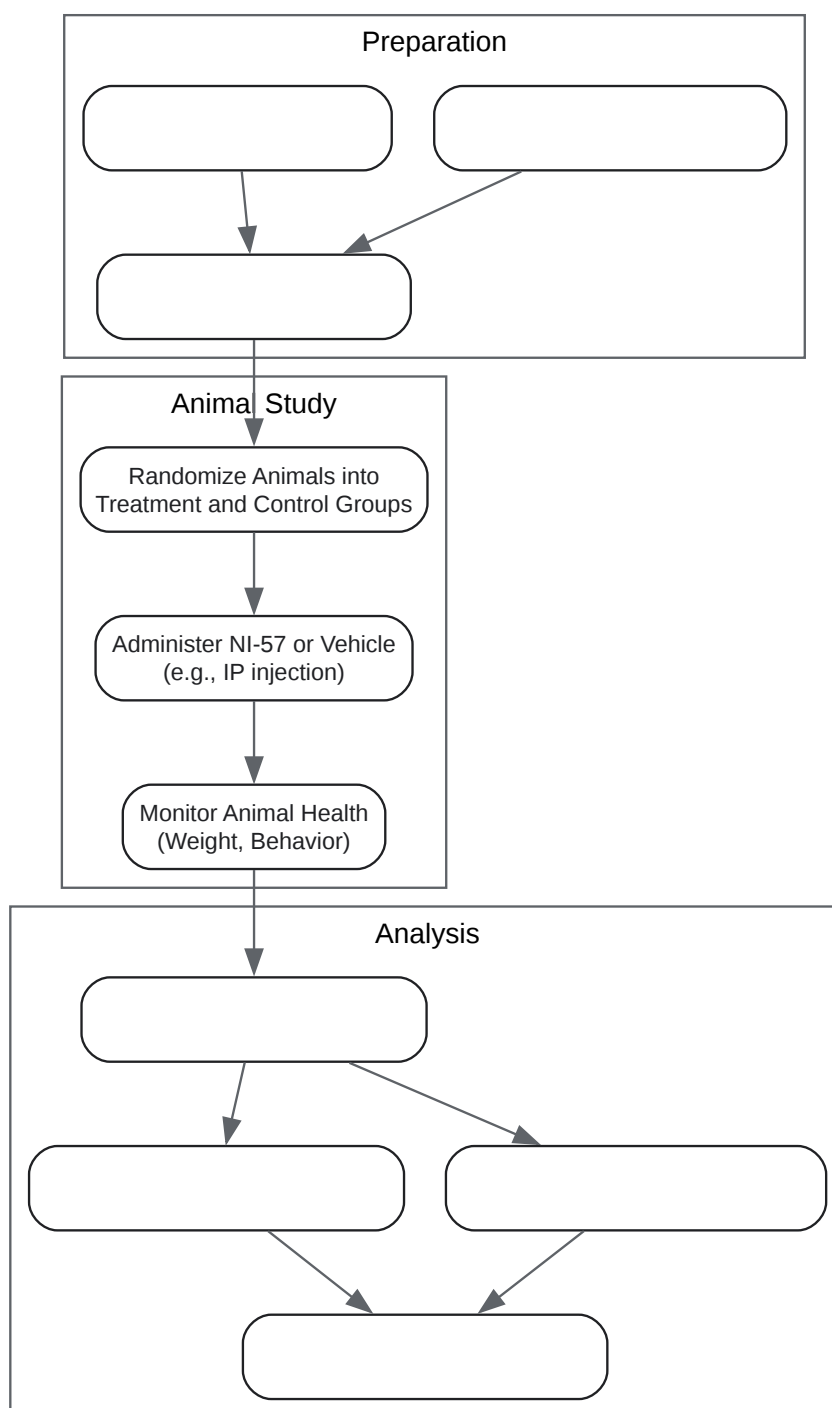 Preparation
Animal Study
Randomize Animals into
Treatment and Control Groups
Administer NI-57 or Vehicle
(e.g., IP injection)
Monitor Animal Health
(Weight, Behavior)
Analysis